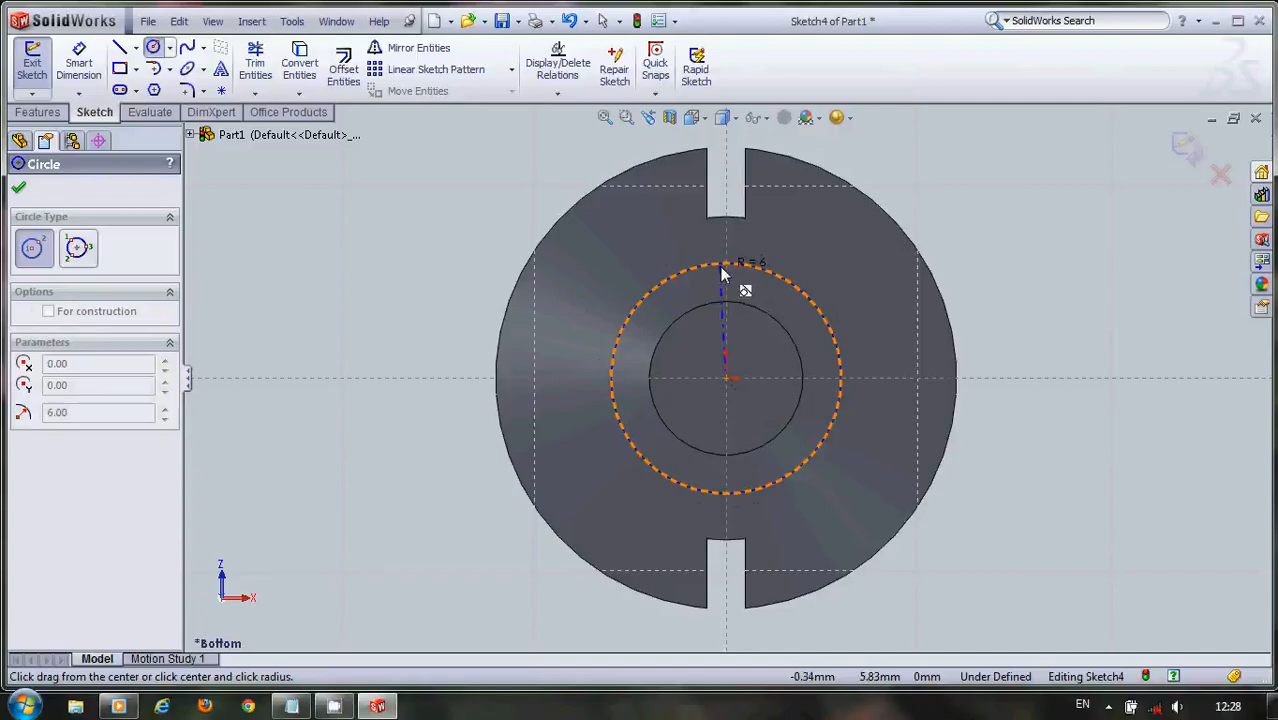 SolidWorks File Edit View Insert Tools Window Help Sketch4 of Part1 * SolidWorks Search
Exit Sketch
Smart Dimension
Trim Entities
Convert Entities
Offset Entities
Mirror Entities
Linear Sketch Pattern
Move Entities
Display/Delete Relations
Repair Sketch
Quick Snaps
Rapid Sketch
Features Sketch Evaluate DimXpert Office Products
Part1 (Default<<Default>_...
Circle ?
Circle Type
Options
For construction
Parameters
0.00
0.00
6.00
R = 6
Z
X
*Bottom
Model Motion Study 1
Click drag from the center or click center and click radius. -0.34mm 5.83mm 0mm Under Defined Editing Sketch4
EN 12:28